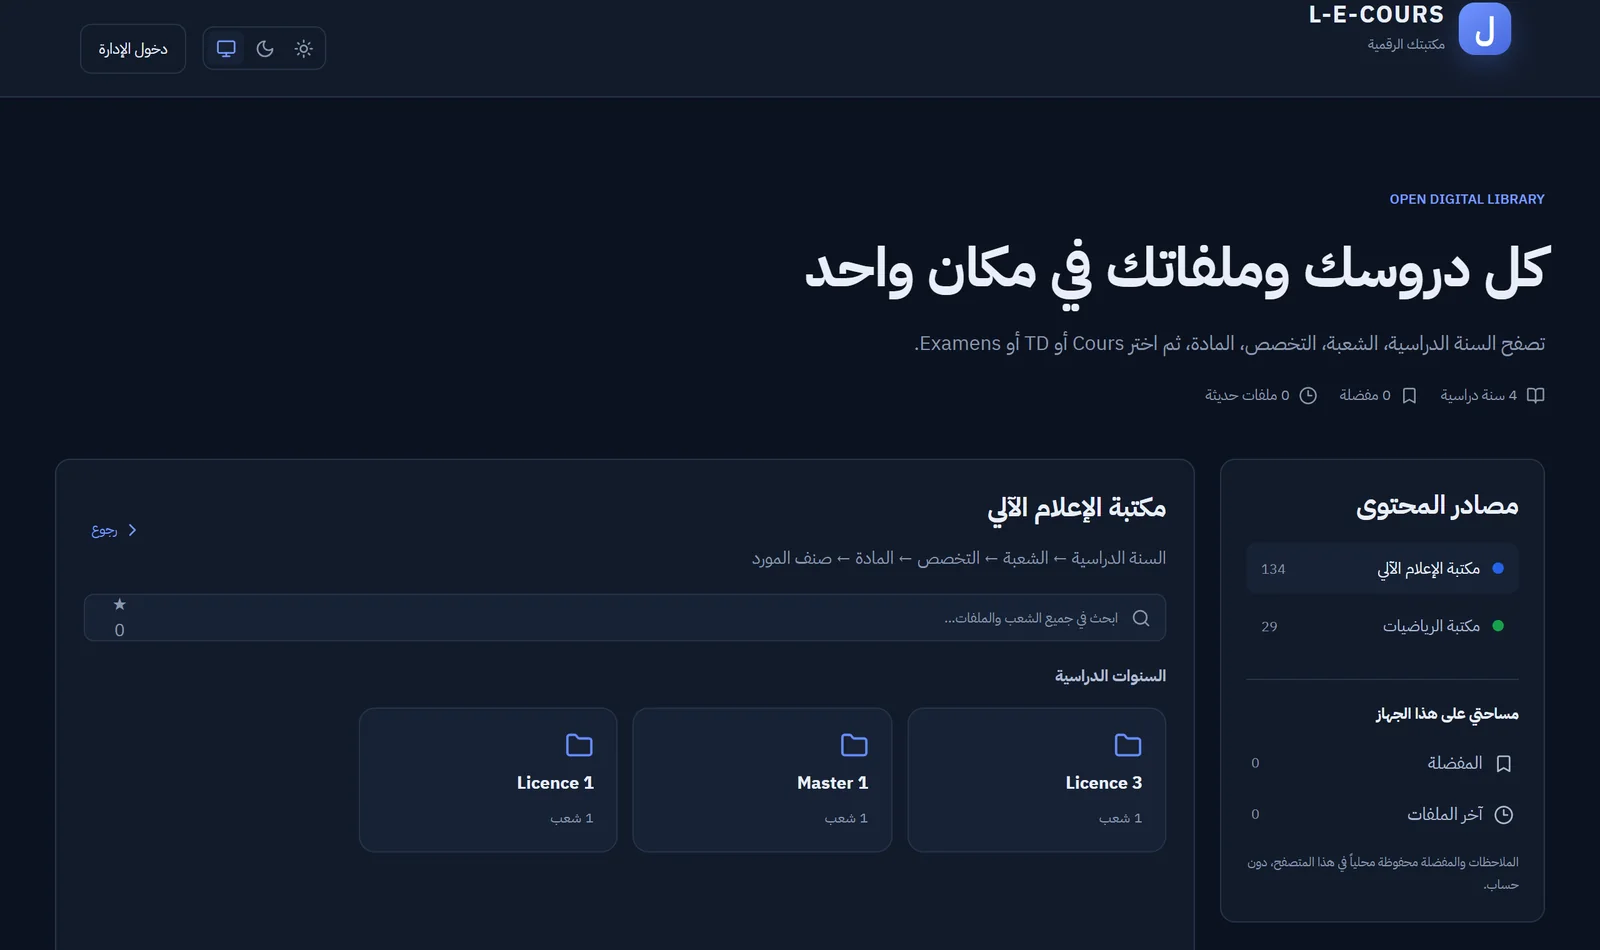 L-E-COURS
مكتبتك الرقمية
ل
دخول الإدارة
OPEN DIGITAL LIBRARY
كل دروسك وملفاتك في مكان واحد
تصفح السنة الدراسية، الشعبة، التخصص، المادة، ثم اختر Cours أو TD أو Examens.
4 سنة دراسية
0 مفضلة
0 ملفات حديثة
مصادر المحتوى
مكتبة الإعلام الآلي 134
مكتبة الرياضيات 29
مساحتي على هذا الجهاز
المفضلة 0
آخر الملفات 0
الملاحظات والمفضلة محفوظة محلياً في هذا المتصفح، دون
حساب.
مكتبة الإعلام الآلي
رجوع
السنة الدراسية ← الشعبة ← التخصص ← المادة ← صنف المورد
ابحث في جميع الشعب والملفات...
★
0
السنوات الدراسية
Licence 3
1 شعب
Master 1
1 شعب
Licence 1
1 شعب